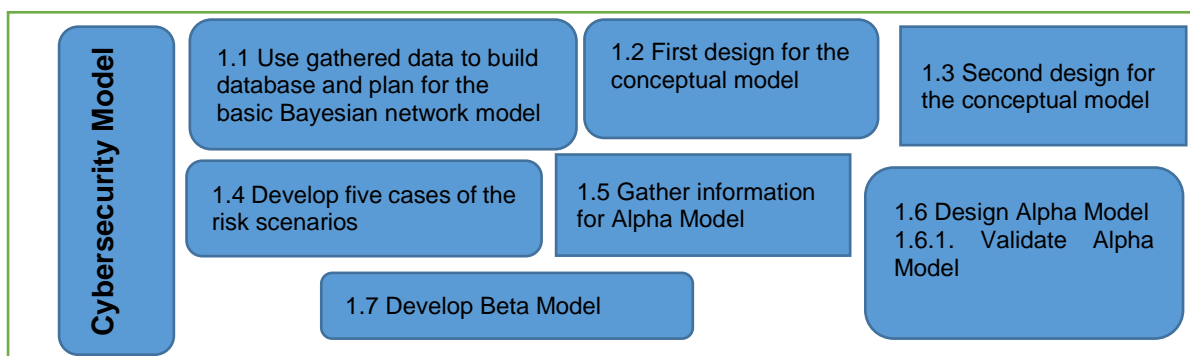 Cybersecurity Model
1.1 Use gathered data to build
database and plan for the
basic Bayesian network model
1.2 First design for the
conceptual model
1.3 Second design for
the conceptual model
1.4 Develop five cases of the
risk scenarios
1.5 Gather information
for Alpha Model
1.6 Design Alpha Model
1.6.1. Validate Alpha
Model
1.7 Develop Beta Model